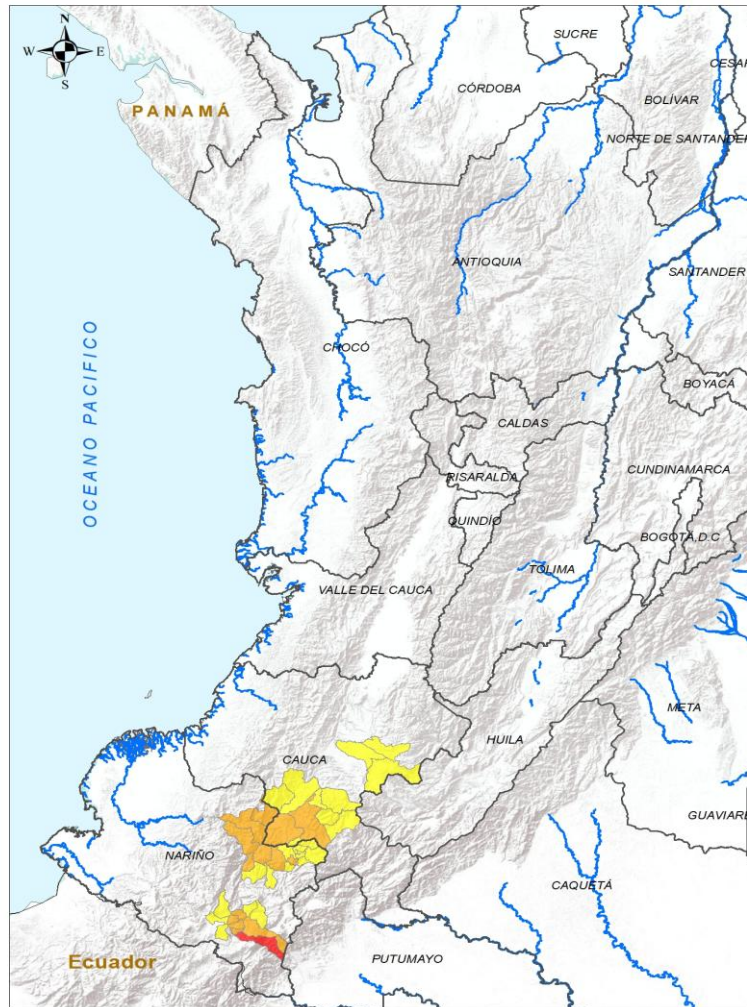 N
W E
S
SUCRE
CESAR
CÓRDOBA
BOLÍVAR
PANAMÁ
NORTE DE SANTANDER
ANTIOQUIA
SANTANDER
OCEANO PACIFICO
CHOCÓ
BOYACÁ
CALDAS
CUNDINAMARCA
RISARALDA
QUINDÍO
BOGOTÁ,D.C
TOLIMA
VALLE DEL CAUCA
META
HUILA
CAUCA
GUAVIARE
NARIÑO
CAQUETÁ
Ecuador
PUTUMAYO